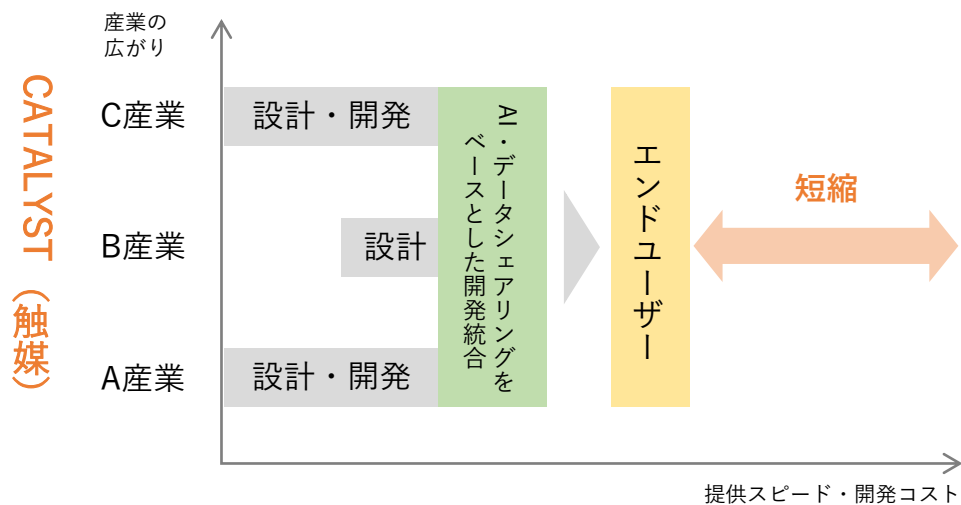 産業の
広がり
CATALYST（触媒）
C産業
設計・開発
B産業
設計
A産業
設計・開発
AI・データシェアリングを
ベースとした開発統合
エンドユーザー
短縮
提供スピード・開発コスト